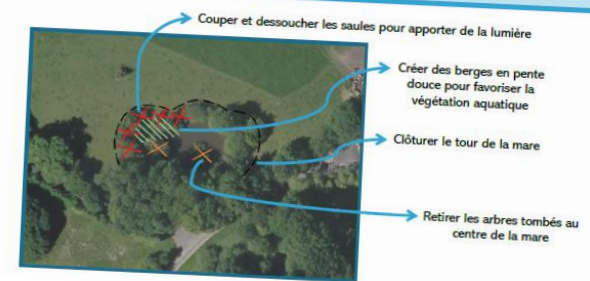 Couper et dessoucher les saules pour apporter de la lumière
Créer des berges en pente
douce pour favoriser la
végétation aquatique
Clôturer le tour de la mare
Retirer les arbres tombés au
centre de la mare